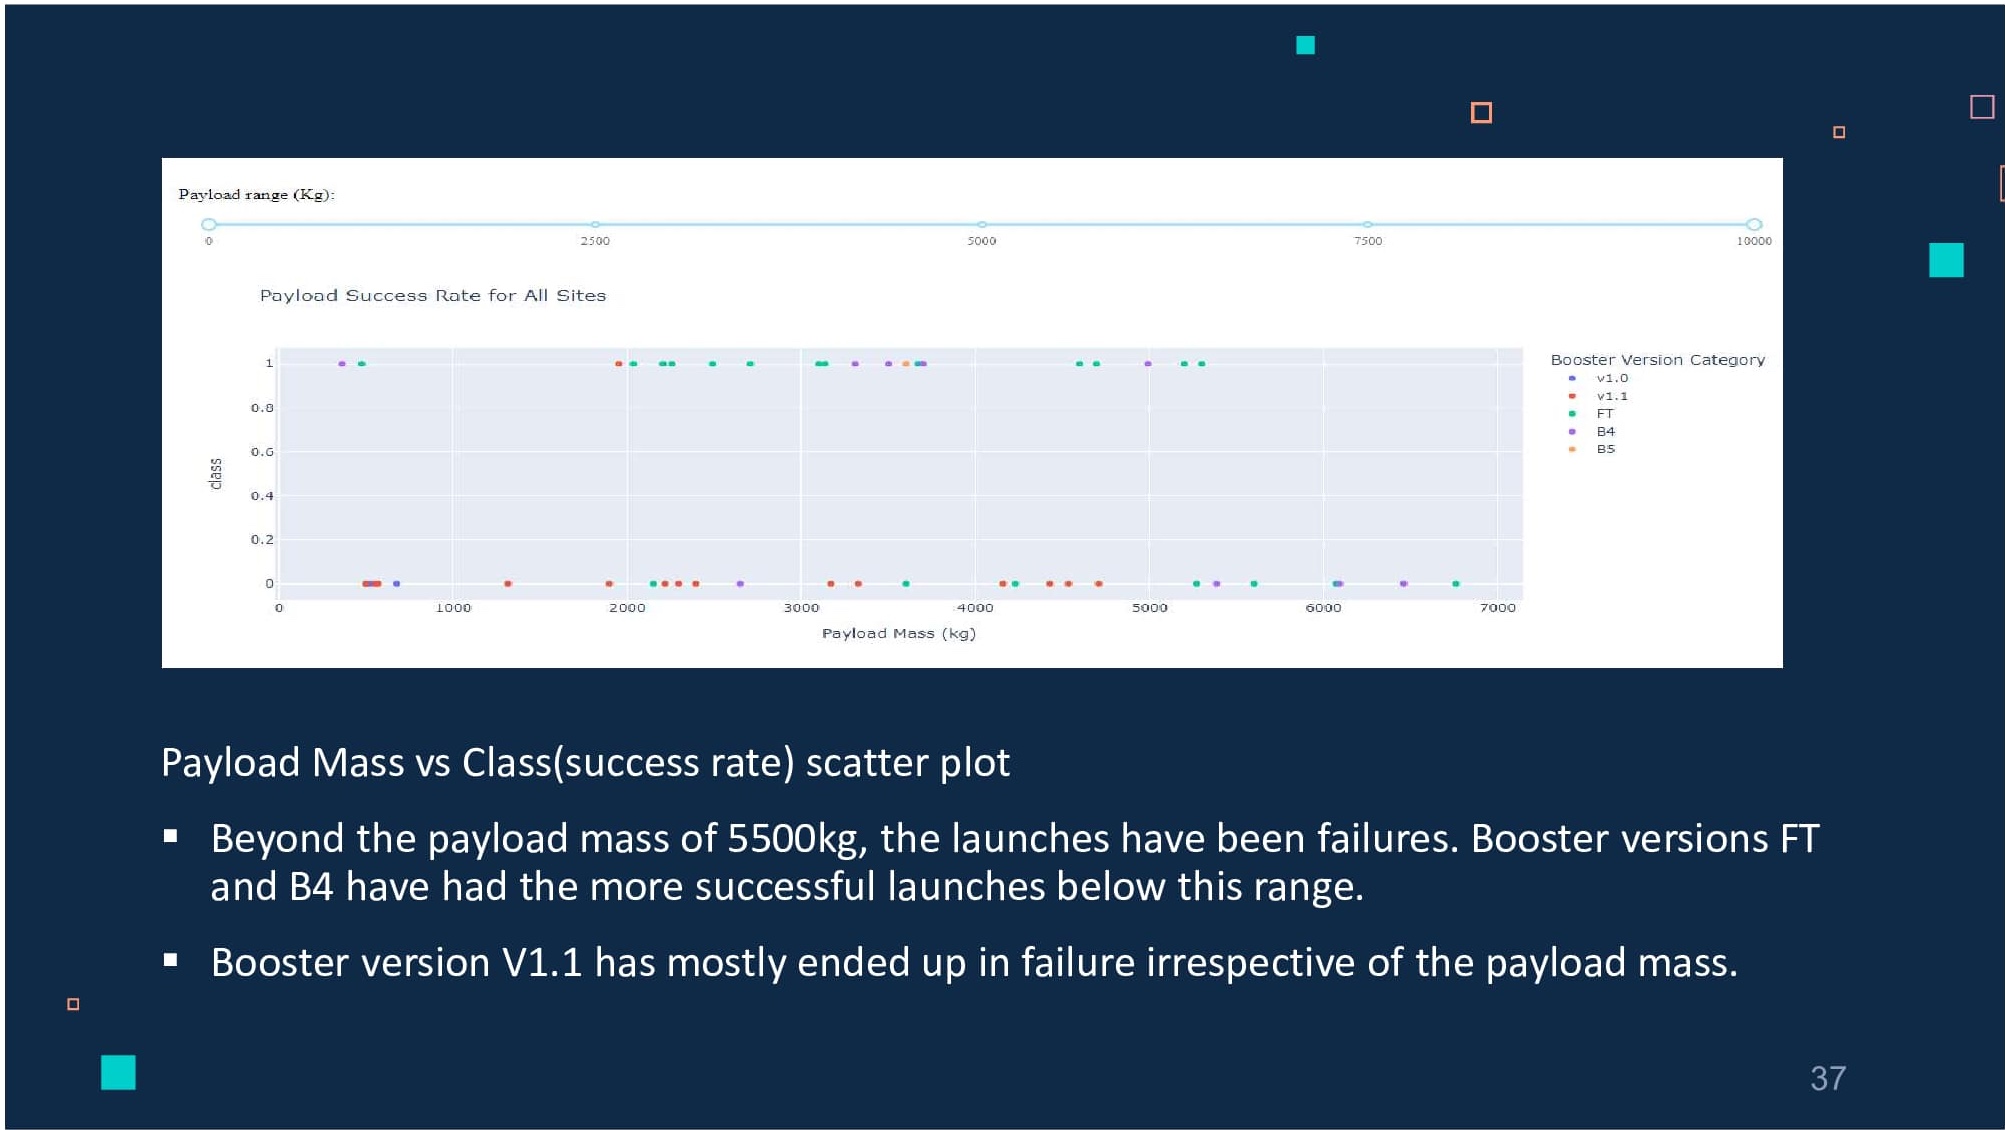 Payload range (Kg):
0 2500 5000 7500 10000
Payload Success Rate for All Sites
1
0.8
0.6
0.4
0.2
0
class
0 1000 2000 3000 4000 5000 6000 7000
Payload Mass (kg)
Booster Version Category
v1.0
v1.1
FT
B4
B5
Payload Mass vs Class(success rate) scatter plot
▪ Beyond the payload mass of 5500kg, the launches have been failures. Booster versions FT
and B4 have had the more successful launches below this range.
▪ Booster version V1.1 has mostly ended up in failure irrespective of the payload mass.
37